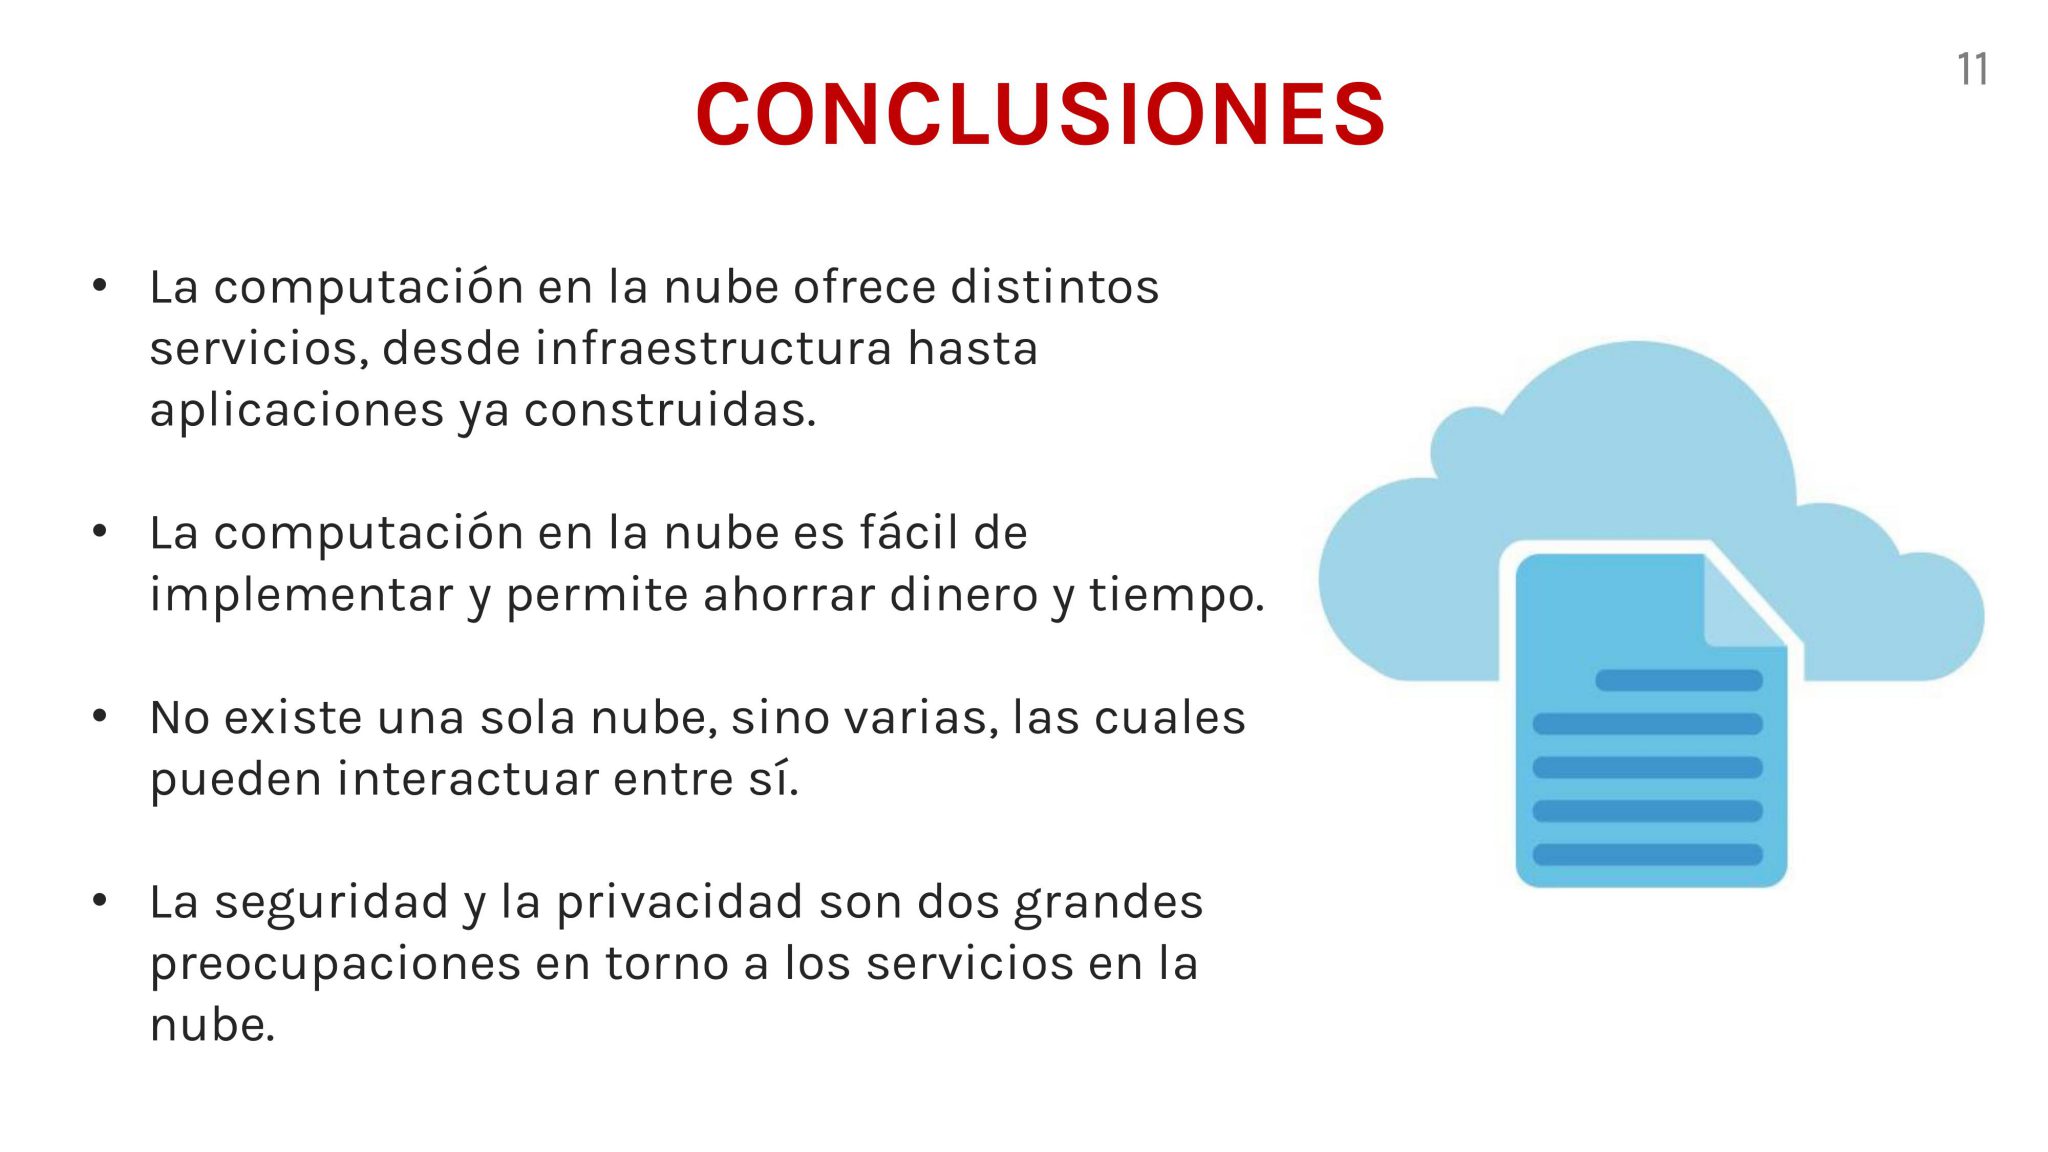 11
CONCLUSIONES
• La computación en la nube ofrece distintos
servicios, desde infraestructura hasta
aplicaciones ya construidas.
• La computación en la nube es fácil de
implementar y permite ahorrar dinero y tiempo.
• No existe una sola nube, sino varias, las cuales
pueden interactuar entre sí.
• La seguridad y la privacidad son dos grandes
preocupaciones en torno a los servicios en la
nube.